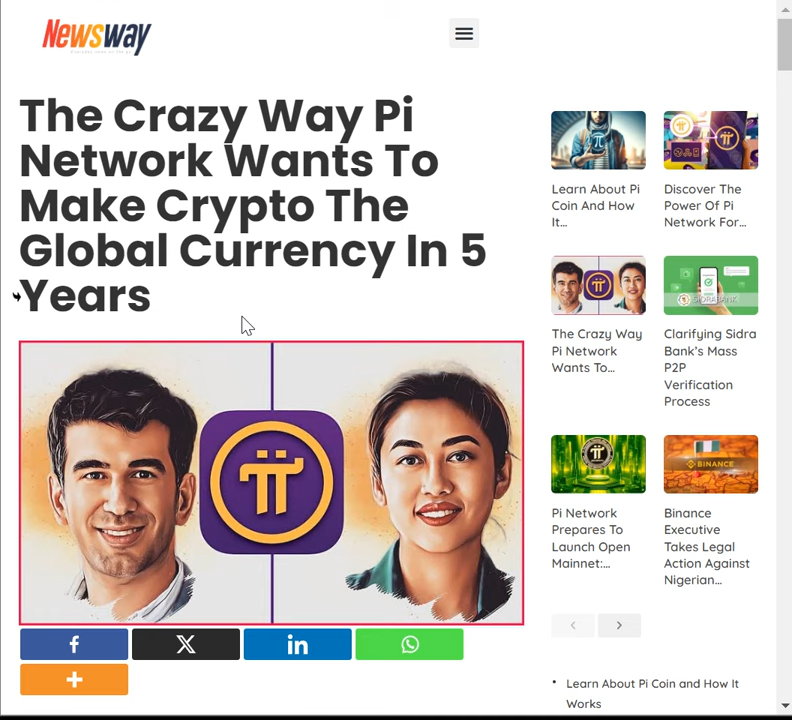 Newsway
The Crazy Way Pi
Network Wants To
Make Crypto The
Global Currency In 5
Years
Learn About Pi
Coin And How
It...
Discover The
Power Of Pi
Network For...
The Crazy Way
Pi Network
Wants To...
SIDRABANK
Clarifying Sidra
Bank's Mass
P2P
Verification
Process
Pi Network
Prepares To
Launch Open
Mainnet:...
BINANCE
Binance
Executive
Takes Legal
Action Against
Nigerian...
• Learn About Pi Coin and How It
Works